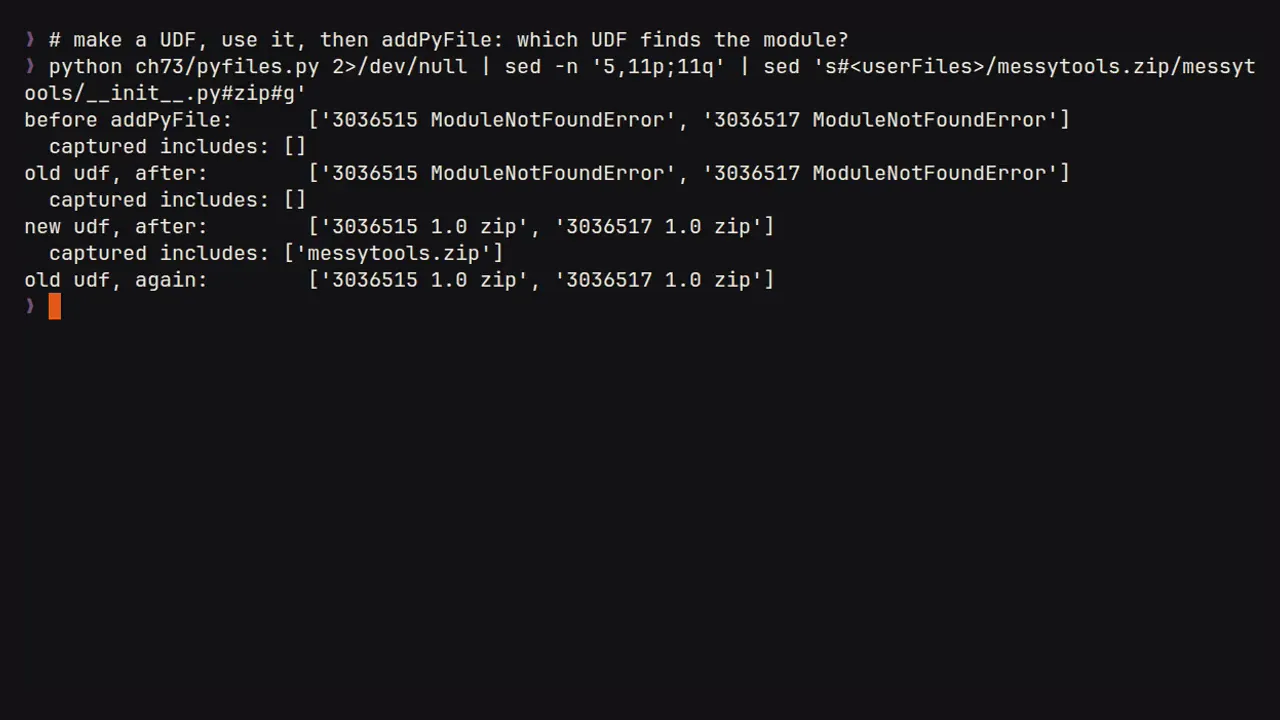 ❯ # make a UDF, use it, then addPyFile: which UDF finds the module?
❯ python ch73/pyfiles.py 2>/dev/null | sed -n '5,11p;11q' | sed 's#<userFiles>/messytools.zip/messyt
ools/__init__.py#zip#g'
before addPyFile:      ['3036515 ModuleNotFoundError', '3036517 ModuleNotFoundError']
  captured includes: []
old udf, after:        ['3036515 ModuleNotFoundError', '3036517 ModuleNotFoundError']
  captured includes: []
new udf, after:        ['3036515 1.0 zip', '3036517 1.0 zip']
  captured includes: ['messytools.zip']
old udf, again:        ['3036515 1.0 zip', '3036517 1.0 zip']
❯